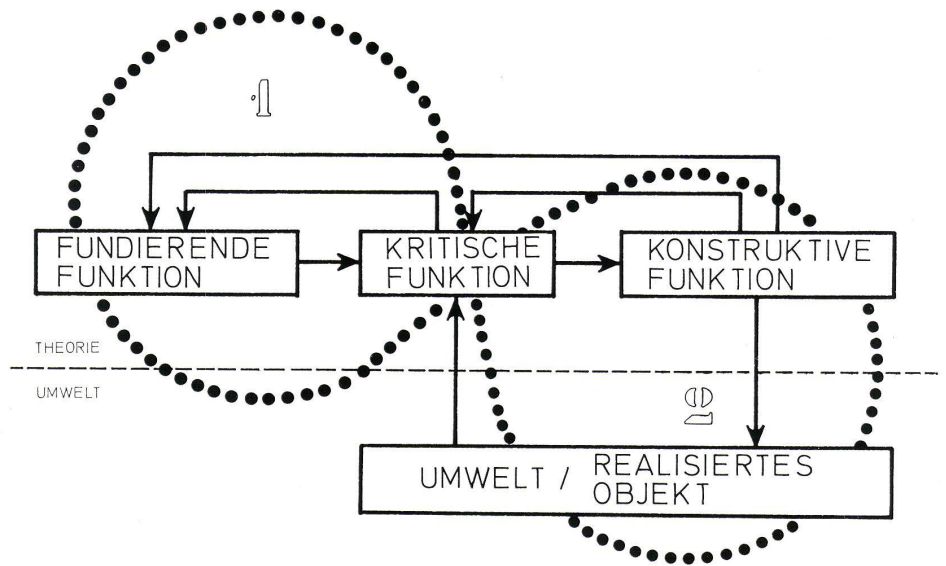 FUNDIERENDE
FUNKTION
KRITISCHE
FUNKTION
KONSTRUKTIVE
FUNKTION
THEORIE
UMWELT
UMWELT / REALISIERTES
OBJEKT